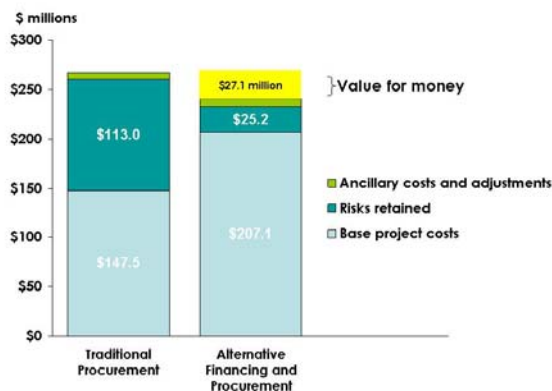 $ millions
$300
$250
$200
$150
$100
$50
$0
$113.0
$147.5
$27.1 million
$25.2
$207.1
Value for money
Ancillary costs and adjustments
Risks retained
Base project costs
Traditional
Procurement
Alternative
Financing and
Procurement